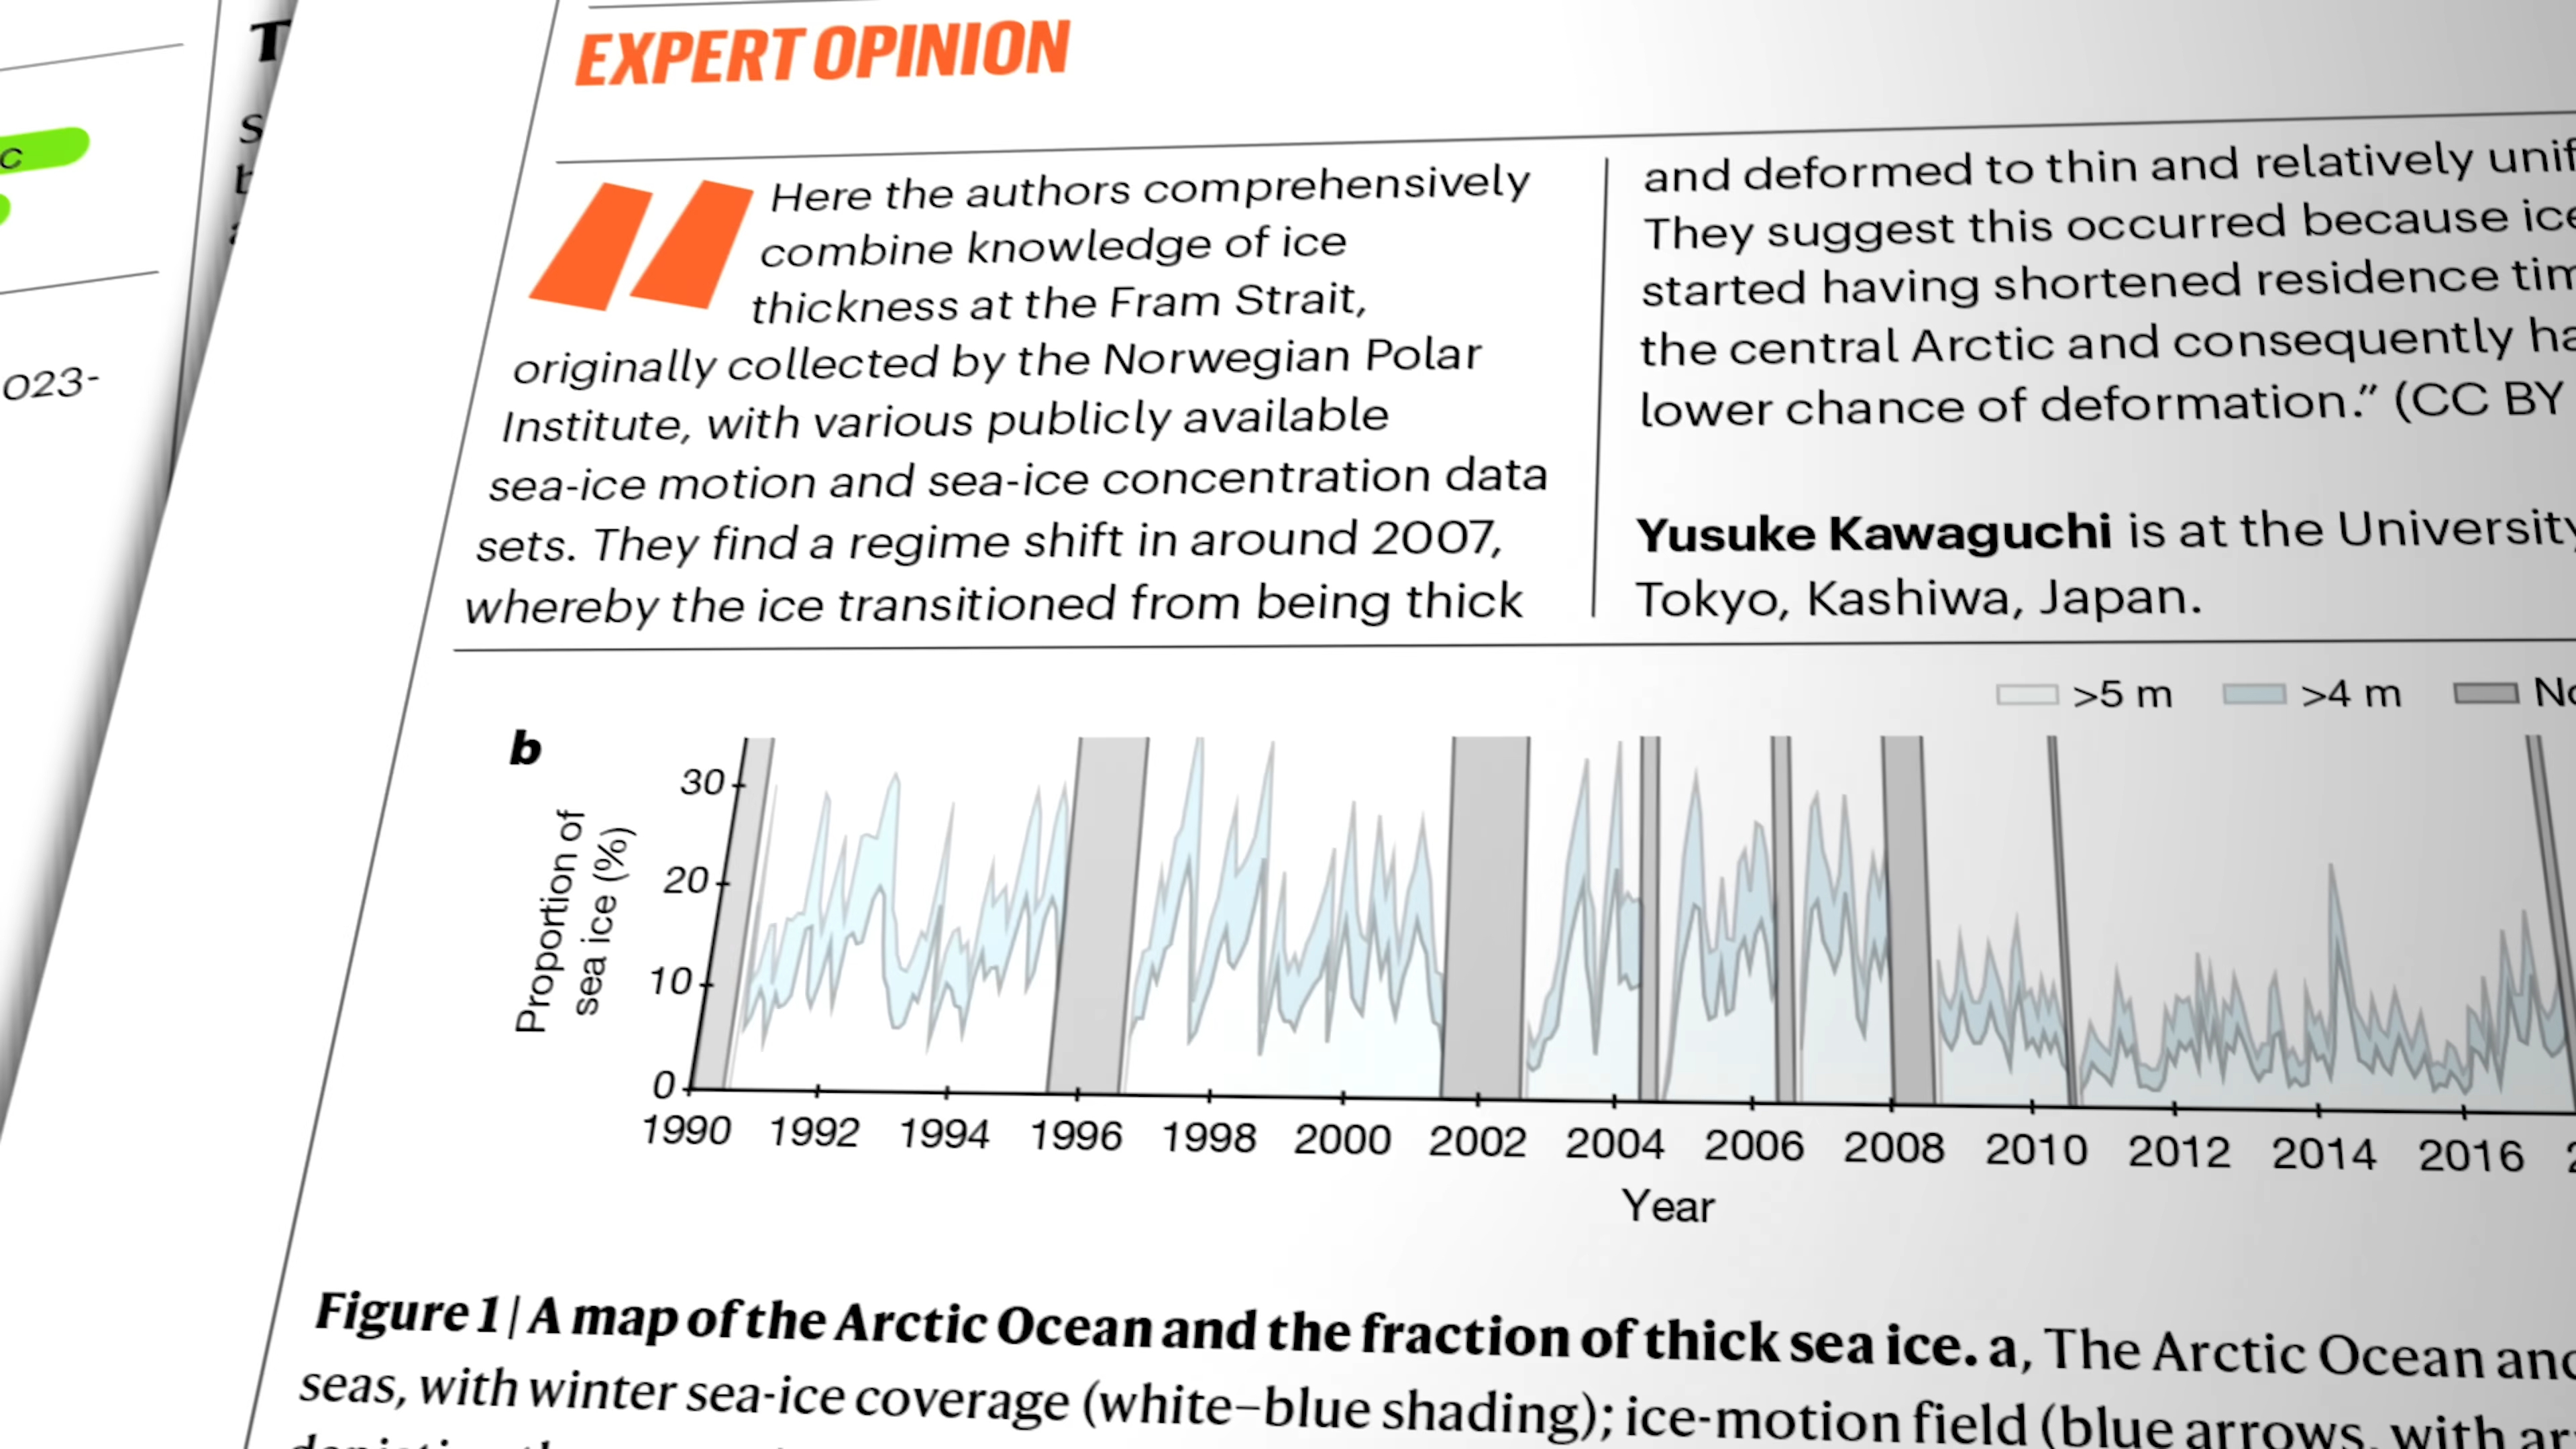 EXPERT OPINION
Here the authors comprehensively
combine knowledge of ice
thickness at the Fram Strait,
originally collected by the Norwegian Polar
Institute, with various publicly available
sea-ice motion and sea-ice concentration data
sets. They find a regime shift in around 2007,
whereby the ice transitioned from being thick
and deformed to thin and relatively
They suggest this occurred because ice
started having shortened residence
the central Arctic and consequently
lower chance of deformation.” (CC BY
Yusuke Kawaguchi is at the University
Tokyo, Kashiwa, Japan.
>5 m >4 m
b
30
20
10
0
Proportion of
sea ice (%)
1990 1992 1994 1996 1998 2000 2002 2004 2006 2008 2010 2012 2014 2016
Year
Figure 1 | A map of the Arctic Ocean and the fraction of thick sea ice. a, The Arctic Ocean and
seas, with winter sea-ice coverage (white–blue shading); ice-motion field (blue arrows, with
023-